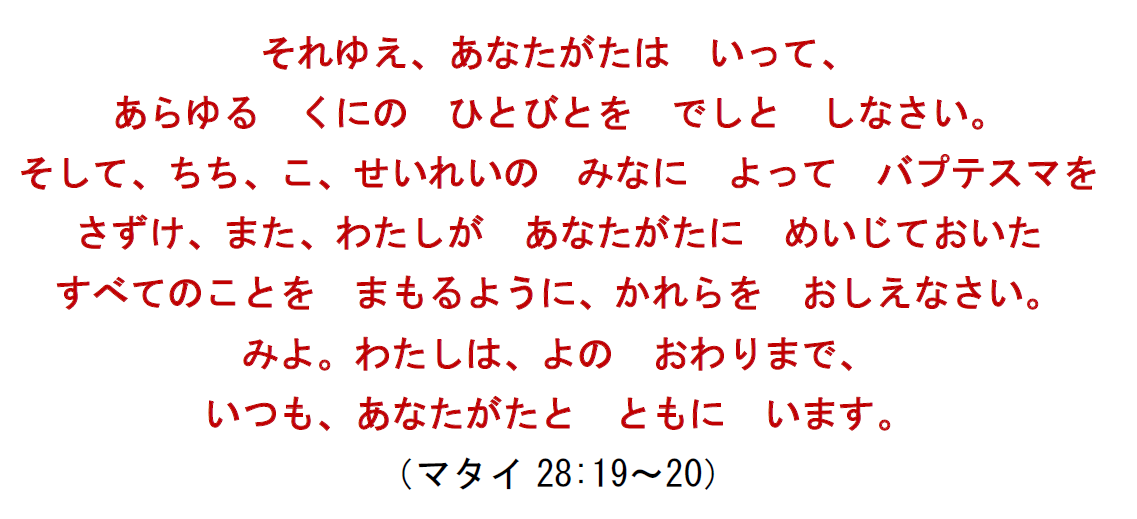 それゆえ、あなたがたは　いって、
あらゆる　くにの　ひとびとを　でしと　しなさい。
そして、ちち、こ、せいれいの　みなに　よって　バプテスマを
さずけ、また、わたしが　あなたがたに　めいじておいた
すべてのことを　まもるように、かれらを　おしえなさい。
みよ。わたしは、よの　おわりまで、
いつも、あなたがたと　ともに　います。
(マタイ 28:19～20)